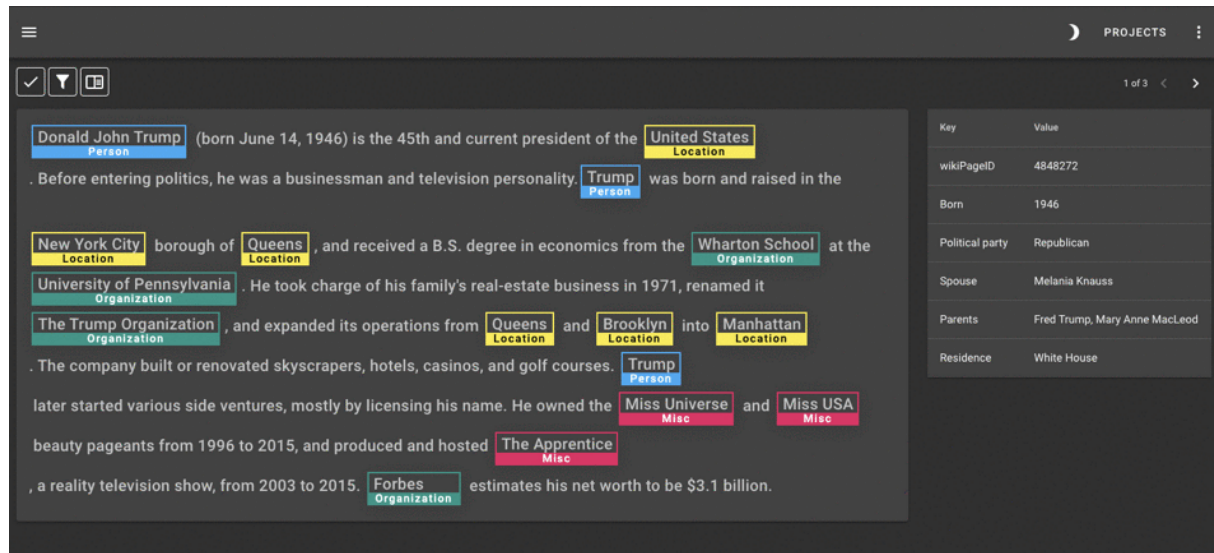 PROJECTS
1 of 3
Donald John Trump (born June 14, 1946) is the 45th and current president of the United States
Person Location
. Before entering politics, he was a businessman and television personality. Trump was born and raised in the
Person
New York City borough of Queens , and received a B.S. degree in economics from the Wharton School at the
Location Location Organization
University of Pennsylvania . He took charge of his family's real-estate business in 1971, renamed it
Organization
The Trump Organization , and expanded its operations from Queens and Brooklyn into Manhattan
Organization Location Location Location
. The company built or renovated skyscrapers, hotels, casinos, and golf courses. Trump
Person
later started various side ventures, mostly by licensing his name. He owned the Miss Universe and Miss USA
Misc Misc
beauty pageants from 1996 to 2015, and produced and hosted The Apprentice
Misc
, a reality television show, from 2003 to 2015. Forbes estimates his net worth to be $3.1 billion.
Organization
Key Value
wikiPageID 4848272
Born 1946
Political party Republican
Spouse Melania Knauss
Parents Fred Trump, Mary Anne MacLeod
Residence White House